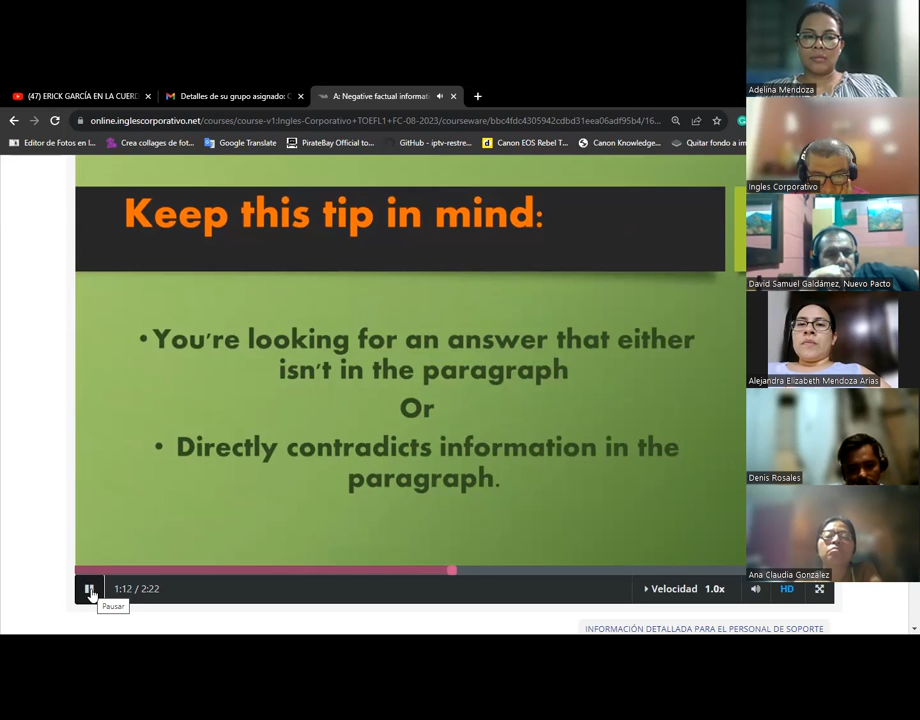 (47) ERICK GARCÍA EN LA CUERD
Detalles de su grupo asignado: C
A: Negative factual informati
online.inglescorporativo.net/courses/course-v1:Ingles-Corporativo+TOEFL1+FC-08-2023/courseware/bbc4fdc4305942cdbd31eea06adf95b4/16...
Editor de Fotos en l...
Crea collages de fot...
Google Translate
PirateBay Official to...
GitHub - iptv-restre...
Canon EOS Rebel T...
Canon Knowledge...
Quitar fondo a im
Keep this tip in mind:
• You're looking for an answer that either
isn't in the paragraph
Or
• Directly contradicts information in the
paragraph.
1:12 / 2:22
Velocidad 1.0x
HD
Pausar
INFORMACIÓN DETALLADA PARA EL PERSONAL DE SOPORTE
Adelina Mendoza
Ingles Corporativo
David Samuel Galdámez, Nuevo Pacto
Alejandra Elizabeth Mendoza Arias
Denis Rosales
Ana Claudia González